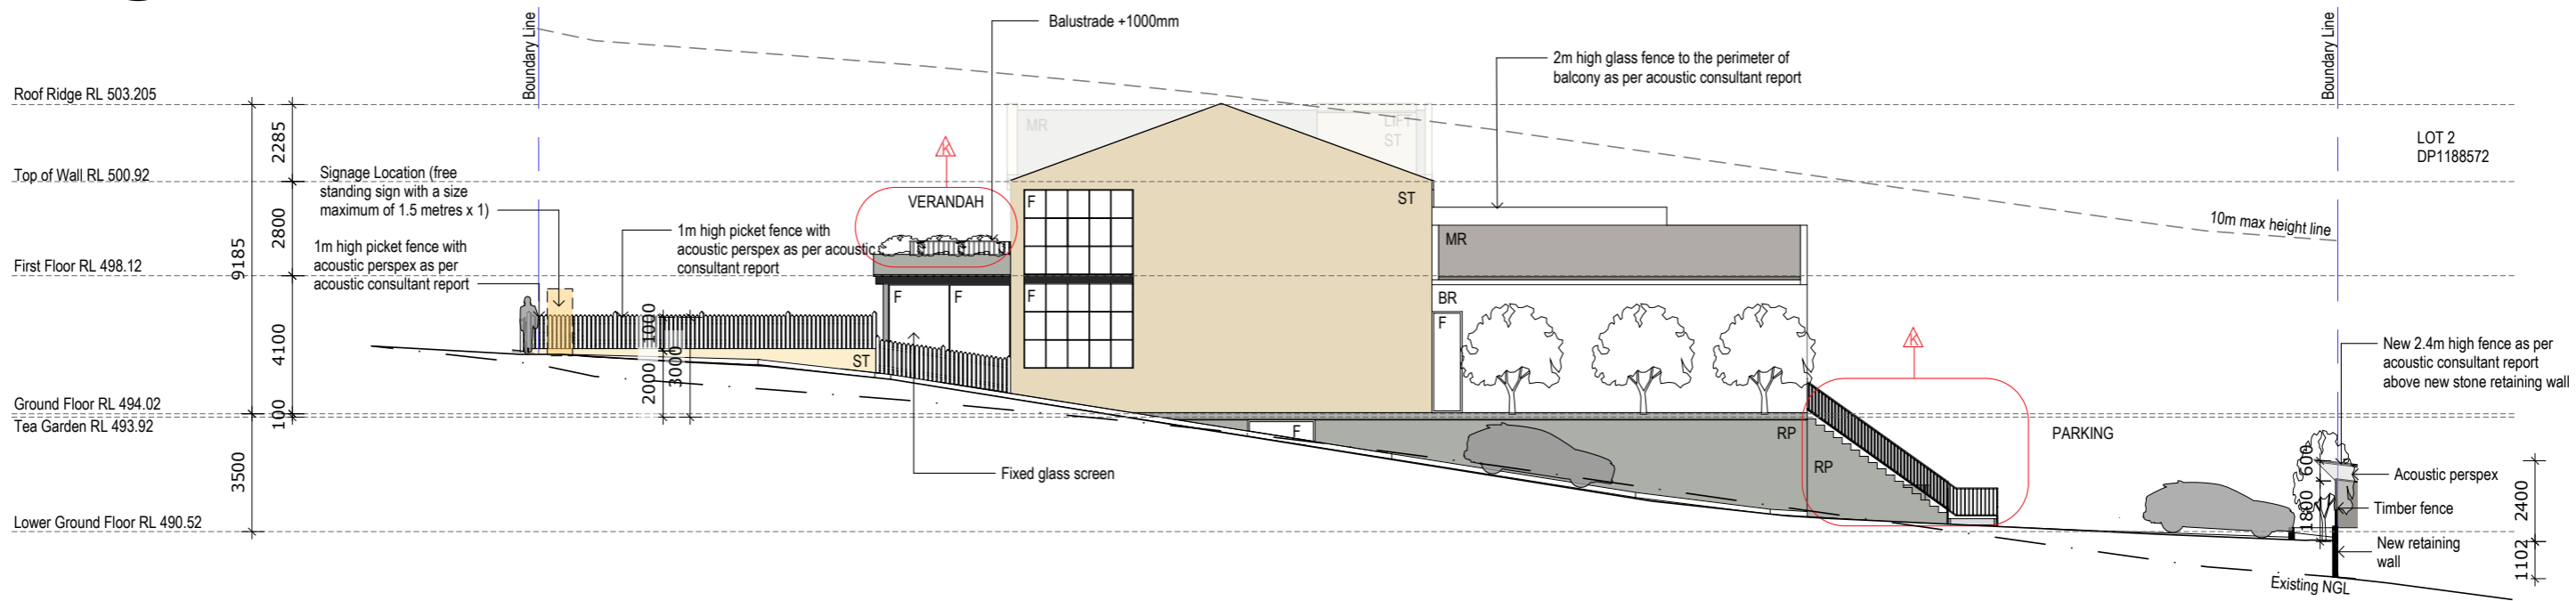 Boundary Line
Balustrade +1000mm
Boundary Line
2m high glass fence to the perimeter of
balcony as per acoustic consultant report
Roof Ridge RL 503.205
2285
MR
LIFT
ST
LOT 2
DP1188572
Top of Wall RL 500.92
Signage Location (free
standing sign with a size
maximum of 1.5 metres x 1)
K
VERANDAH
F
ST
2800
9185
1m high picket fence with
acoustic perspex as per acoustic
consultant report
1m high picket fence with
acoustic perspex as per
acoustic consultant report
10m max height line
MR
First Floor RL 498.12
F
F
F
BR
F
4100
1000
2000
3000
ST
K
New 2.4m high fence as per
acoustic consultant report
above new stone retaining wall
Ground Floor RL 494.02
100
Tea Garden RL 493.92
F
RP
RP
PARKING
3500
Fixed glass screen
600
1800
2400
Acoustic perspex
Timber fence
Lower Ground Floor RL 490.52
New retaining
wall
1102
Existing NGL